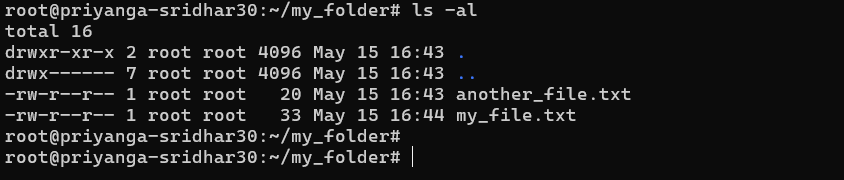 root@priyanga-sridhar30:~/my_folder# ls -al
total 16
drwxr-xr-x 2 root root 4096 May 15 16:43 .
drwx------ 7 root root 4096 May 15 16:43 ..
-rw-r--r-- 1 root root   20 May 15 16:43 another_file.txt
-rw-r--r-- 1 root root   33 May 15 16:44 my_file.txt
root@priyanga-sridhar30:~/my_folder#
root@priyanga-sridhar30:~/my_folder#